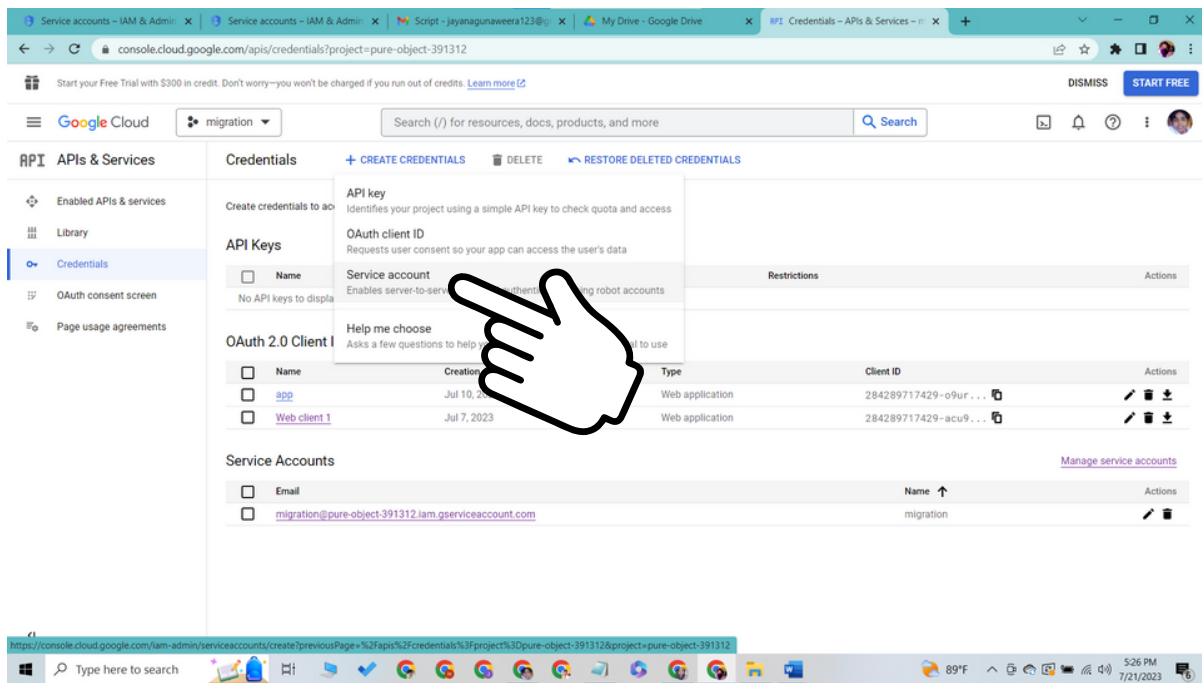 Service accounts – IAM & Admin
Service accounts – IAM & Admin
Script - jayanagunaweera123@g
My Drive - Google Drive
API Credentials – APIs & Services – m
console.cloud.google.com/apis/credentials?project=pure-object-391312
Start your Free Trial with $300 in credit. Don't worry—you won't be charged if you run out of credits. Learn more
DISMISS
START FREE
Google Cloud
migration
Search (/) for resources, docs, products, and more
Search
API APIs & Services
Credentials
+ CREATE CREDENTIALS
DELETE
RESTORE DELETED CREDENTIALS
Enabled APIs & services
Library
Credentials
OAuth consent screen
Page usage agreements
Create credentials to ac
API key
Identifies your project using a simple API key to check quota and access
OAuth client ID
Requests user consent so your app can access the user's data
Service account
Enables server-to-serve authenti ng robot accounts
Help me choose
Asks a few questions to help y al to use
API Keys
Name
Restrictions
Actions
No API keys to displa
OAuth 2.0 Client I
Name Creation Type Client ID Actions
app Jul 10, 20 Web application 284289717429-o9ur...
Web client 1 Jul 7, 2023 Web application 284289717429-acu9...
Service Accounts
Manage service accounts
Email Name Actions
migration@pure-object-391312.iam.gserviceaccount.com migration
https://console.cloud.google.com/iam-admin/serviceaccounts/create?previousPage=%2Fapis%2Fcredentials%3Fproject%3Dpure-object-391312&project=pure-object-391312
Type here to search
89°F
5:26 PM
7/21/2023
6